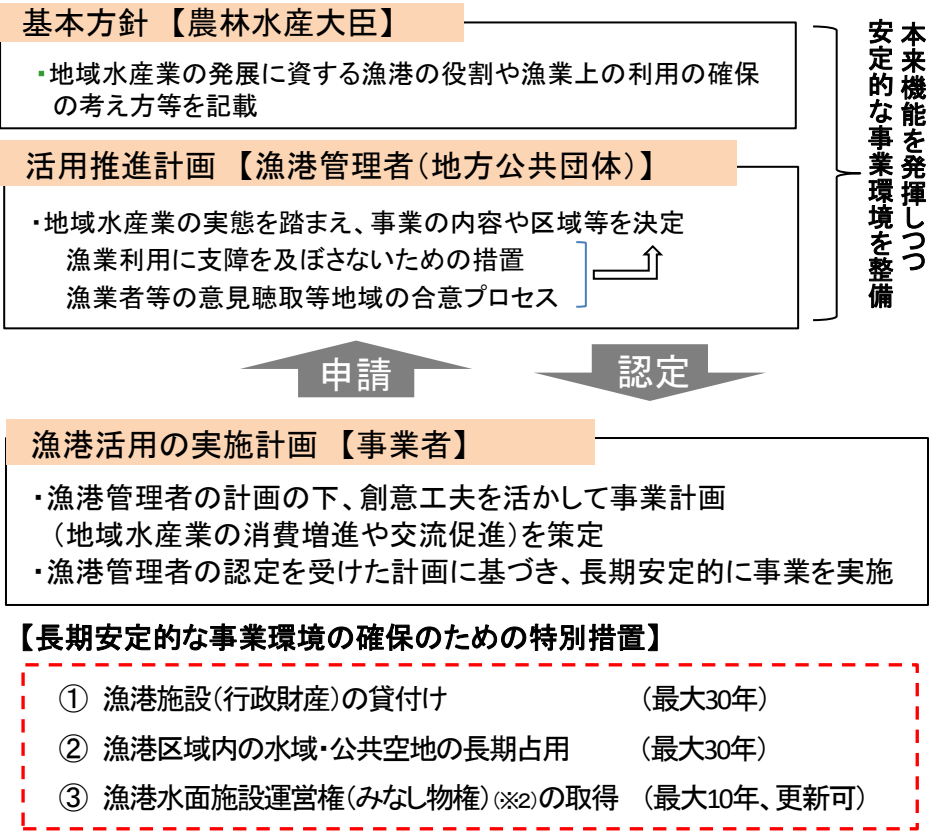 基本方針 【農林水産大臣】
・地域水産業の発展に資する漁港の役割や漁業上の利用の確保
の考え方等を記載
活用推進計画 【漁港管理者（地方公共団体）】
・地域水産業の実態を踏まえ、事業の内容や区域等を決定
漁業利用に支障を及ぼさないための措置
漁業者等の意見聴取等地域の合意プロセス
本来機能を発揮しつつ
安定的な事業環境を整備
申請
認定
漁港活用の実施計画 【事業者】
・漁港管理者の計画の下、創意工夫を活かして事業計画
（地域水産業の消費増進や交流促進）を策定
・漁港管理者の認定を受けた計画に基づき、長期安定的に事業を実施
【長期安定的な事業環境の確保のための特別措置】
① 漁港施設（行政財産）の貸付け （最大30年）
② 漁港区域内の水域・公共空地の長期占用 （最大30年）
③ 漁港水面施設運営権（みなし物権）(※2)の取得 （最大10年、更新可）